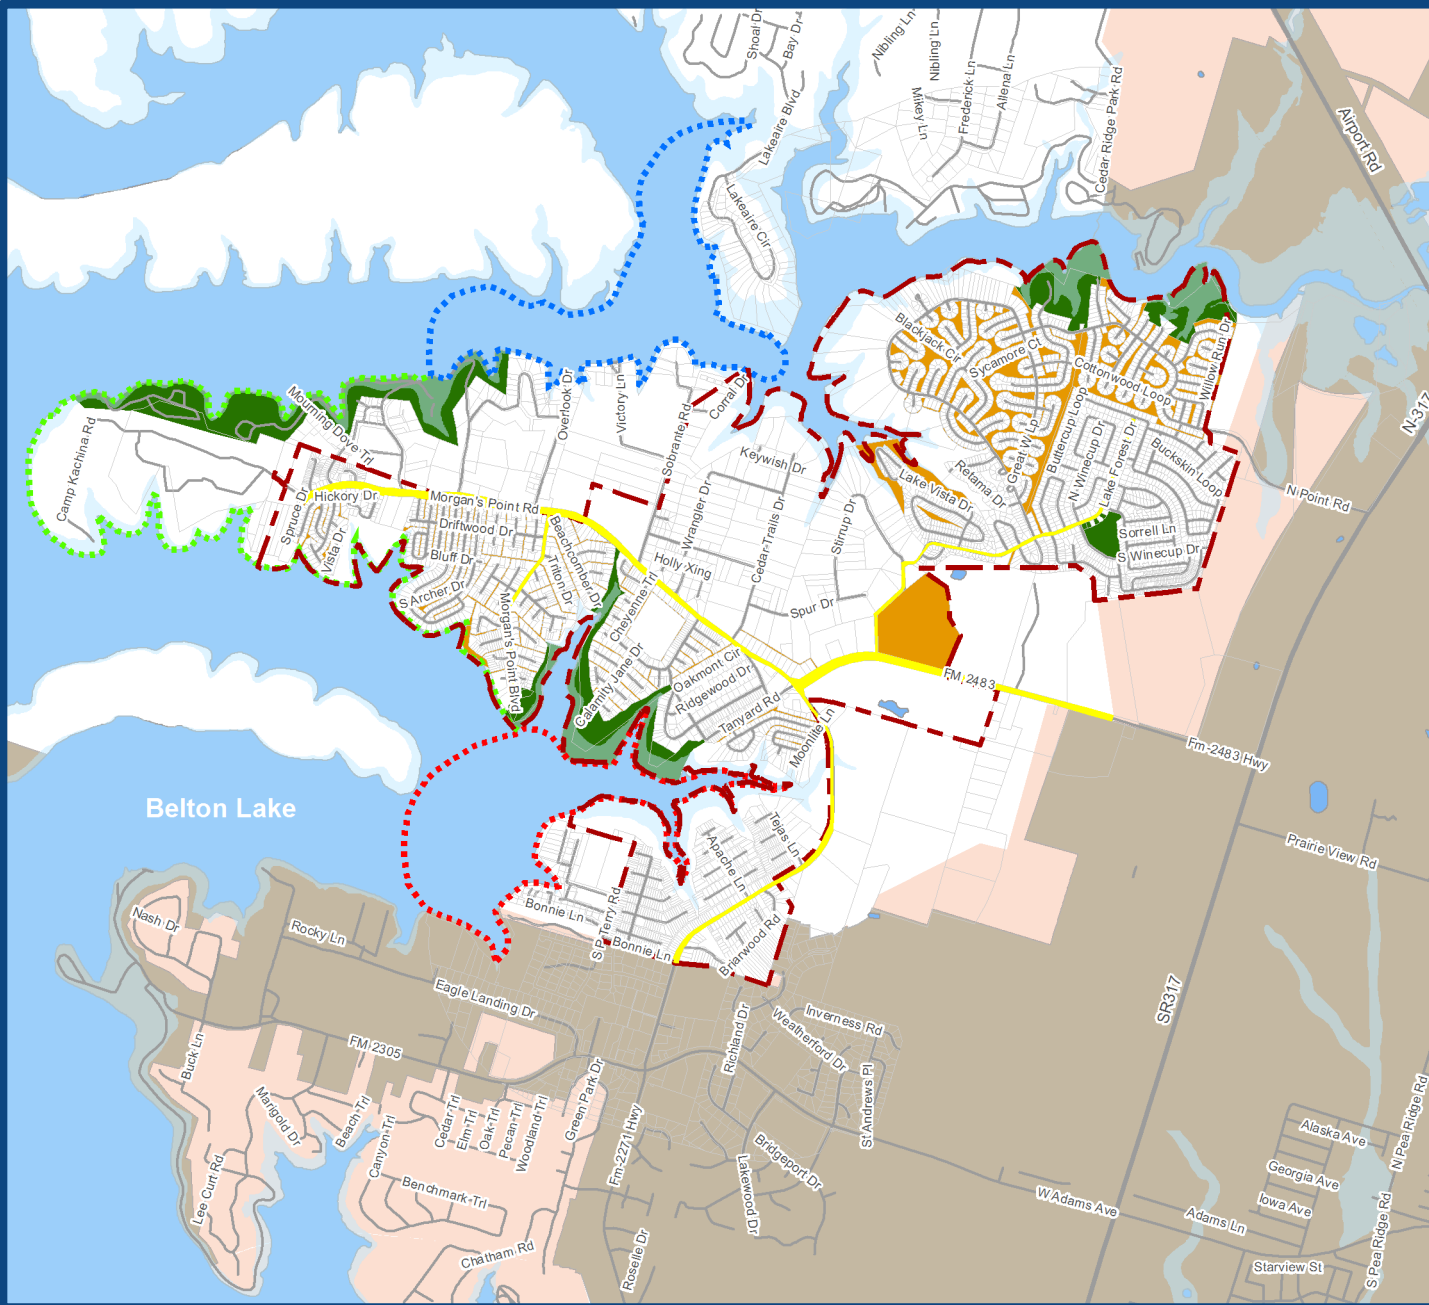 Shoal Dr
Bay Dr
Nibling Ln
Nibling Ln
Mikey Ln
Frederick Ln
Allena Ln
Cedar Ridge Park Rd
Airport Rd
Lakeaire Blvd
Lakeaire Cir
Blackjack Cir
Sycamore Ct
Cottonwood Loop
Willow Run Dr
N-317
Great W Lp
Buttercup Loop
N Winecup Dr
Lake Forest Dr
Buckskin Loop
N Point Rd
Retama Dr
Lake Vista Dr
Sorrell Ln
S Winecup Dr
Camp Kachina Rd
Mourning Dove Trl
Overlook Dr
Victory Ln
Sobrante Rd
Corral Dr
Keywish Dr
Spruce Dr
Hickory Dr
Vista Dr
Morgan's Point Rd
Driftwood Dr
Bluff Dr
S Archer Dr
Beachcomber Dr
Triton Dr
Morgan's Point Blvd
Wrangler Dr
Holly Xing
Cedar Trails Dr
Stirrup Dr
Spur Dr
Cheyenne Trl
Calamity Jane Dr
Oakmont Cir
Ridgewood Dr
Tanyard Rd
Moonlite Ln
FM 2483
Fm-2483 Hwy
Belton Lake
Tejas Ln
Apache Ln
Prairie View Rd
Nash Dr
Rocky Ln
Bonnie Ln
S P Terry Rd
Bonnie Ln
Briarwood Rd
SR317
Eagle Landing Dr
FM 2305
Richland Dr
Inverness Rd
Weatherford Dr
St Andrews Pl
Buck Ln
Marigold Dr
Beach Trl
Canyon Trl
Cedar Trl
Elm Trl
Oak Trl
Pecan Trl
Woodland Trl
Green Park Dr
Fm-2271 Hwy
Lee Curt Rd
Benchmark Trl
Chatham Rd
Roselle Dr
Lakewood Dr
Bridgeport Dr
W Adams Ave
Adams Ln
Alaska Ave
Georgia Ave
Iowa Ave
N Pea Ridge Rd
S Pea Ridge Rd
Starview St